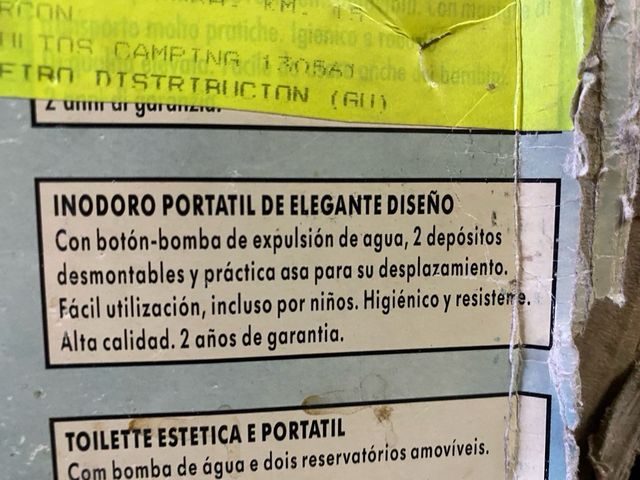 ARCON.
HITOS CAMPING
ETRO DISTRIBUCION (GU)
2 anni di garanzia.
INODORO PORTATIL DE ELEGANTE DISEÑO
Con botón-bomba de expulsión de agua, 2 depósitos
desmontables y práctica asa para su desplazamiento.
Fácil utilización, incluso por niños. Higiénico y resistente.
Alta calidad. 2 años de garantia.
TOILETTE ESTETICA E PORTATIL
Com bomba de água e dois reservatórios amovíveis.